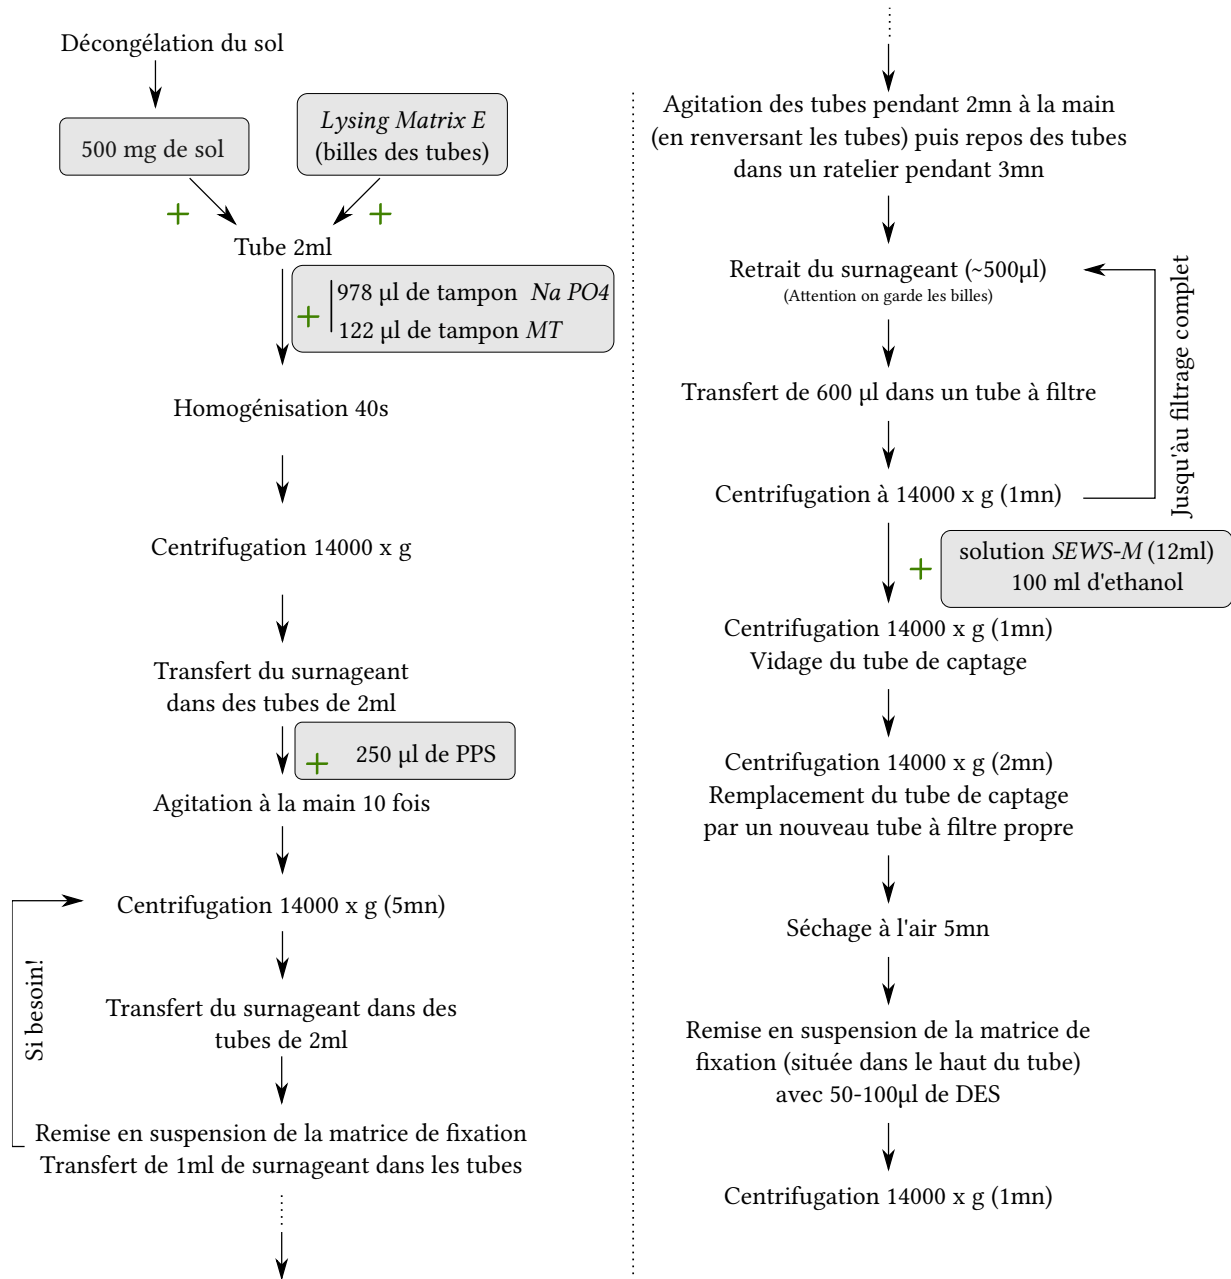 Décongélation du sol
500 mg de sol
Lysing Matrix E
(billes des tubes)
+
+
Tube 2ml
+
978 µl de tampon Na PO4
122 µl de tampon MT
Homogénisation 40s
Centrifugation 14000 x g
Transfert du surnageant
dans des tubes de 2ml
+ 250 µl de PPS
Agitation à la main 10 fois
Centrifugation 14000 x g (5mn)
Si besoin!
Transfert du surnageant dans des
tubes de 2ml
Remise en suspension de la matrice de fixation
Transfert de 1ml de surnageant dans les tubes
Agitation des tubes pendant 2mn à la main
(en renversant les tubes) puis repos des tubes
dans un ratelier pendant 3mn
Retrait du surnageant (~500µl)
(Attention on garde les billes)
Transfert de 600 µl dans un tube à filtre
Centrifugation à 14000 x g (1mn)
Jusqu'àu filtrage complet
+
solution SEWS-M (12ml)
100 ml d'ethanol
Centrifugation 14000 x g (1mn)
Vidage du tube de captage
Centrifugation 14000 x g (2mn)
Remplacement du tube de captage
par un nouveau tube à filtre propre
Séchage à l'air 5mn
Remise en suspension de la matrice de
fixation (située dans le haut du tube)
avec 50-100µl de DES
Centrifugation 14000 x g (1mn)